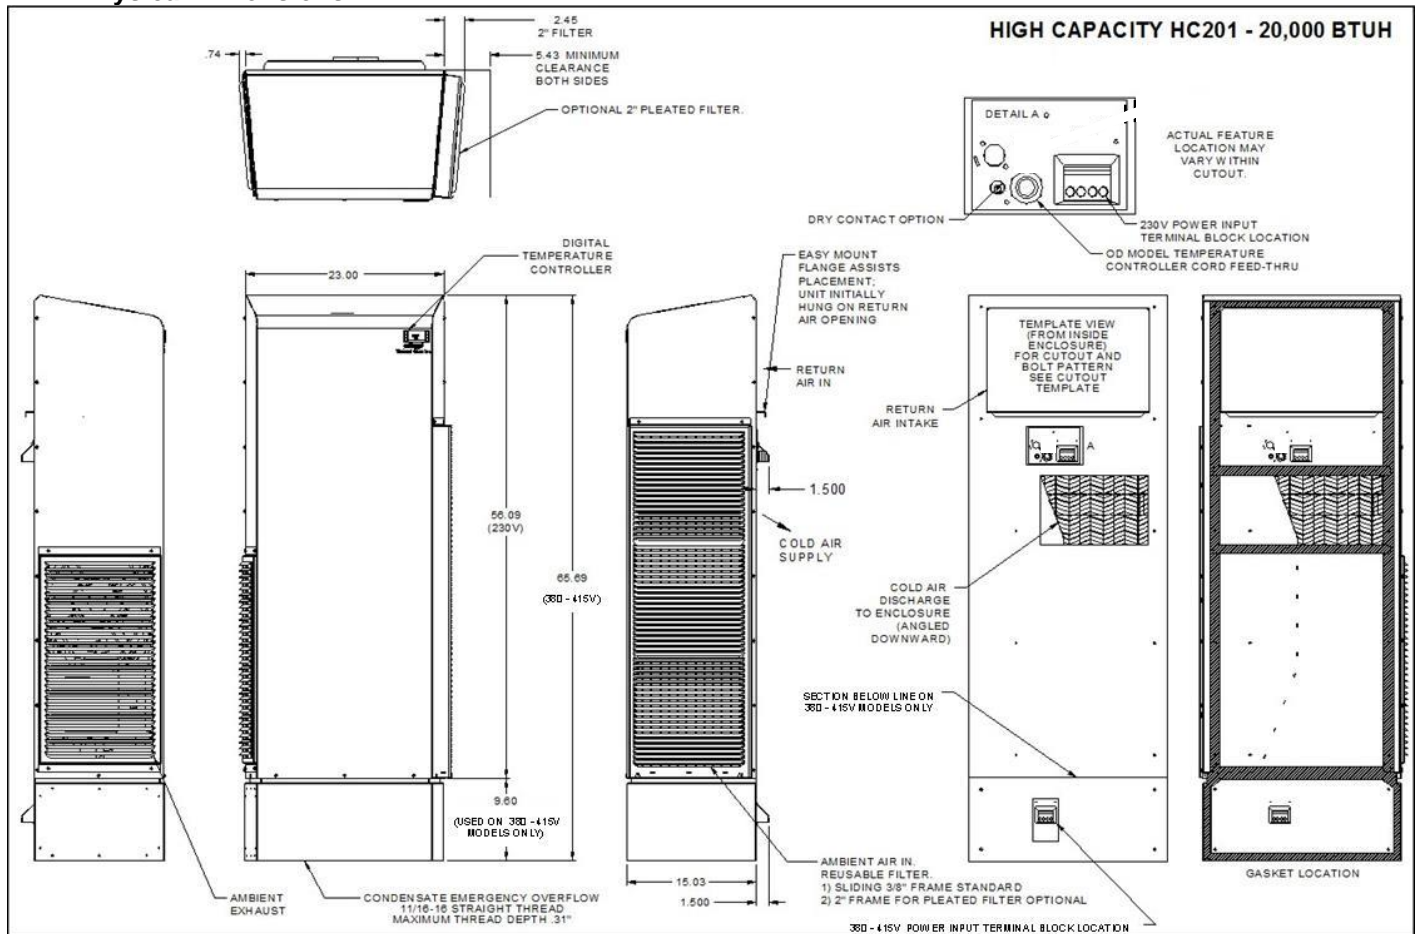 HIGH CAPACITY HC201 - 20,000 BTUH
2.45
2" FILTER
.74
5.43 MINIMUM
CLEARANCE
BOTH SIDES
OPTIONAL 2" PLEATED FILTER.
DETAIL A
ACTUAL FEATURE
LOCATION MAY
VARY WITHIN
CUTOUT.
DRY CONTACT OPTION
230V POWER INPUT
TERMINAL BLOCK LOCATION
OD MODEL TEMPERATURE
CONTROLLER CORD FEED-THRU
DIGITAL
TEMPERATURE
CONTROLLER
23.00
EASY MOUNT
FLANGE ASSISTS
PLACEMENT;
UNIT INITIALLY
HUNG ON RETURN
AIR OPENING
TEMPLATE VIEW
(FROM INSIDE
ENCLOSURE)
FOR CUTOUT AND
BOLT PATTERN
SEE CUTOUT
TEMPLATE
RETURN
AIR IN
RETURN
AIR INTAKE
A
1.500
56.09
(230V)
COLD AIR
SUPPLY
65.69
(380 - 415V)
COLD AIR
DISCHARGE
TO ENCLOSURE
(ANGLED
DOWNWARD)
SECTION BELOW LINE ON
380 - 415V MODELS ONLY
9.60
(USED ON 380 - 415V
MODELS ONLY)
AMBIENT
EXHAUST
CONDENSATE EMERGENCY OVERFLOW
11/16-16 STRAIGHT THREAD
MAXIMUM THREAD DEPTH .31"
15.03
1.500
AMBIENT AIR IN.
REUSABLE FILTER.
1) SLIDING 3/8" FRAME STANDARD
2) 2" FRAME FOR PLEATED FILTER OPTIONAL
GASKET LOCATION
380 - 415V POWER INPUT TERMINAL BLOCK LOCATION